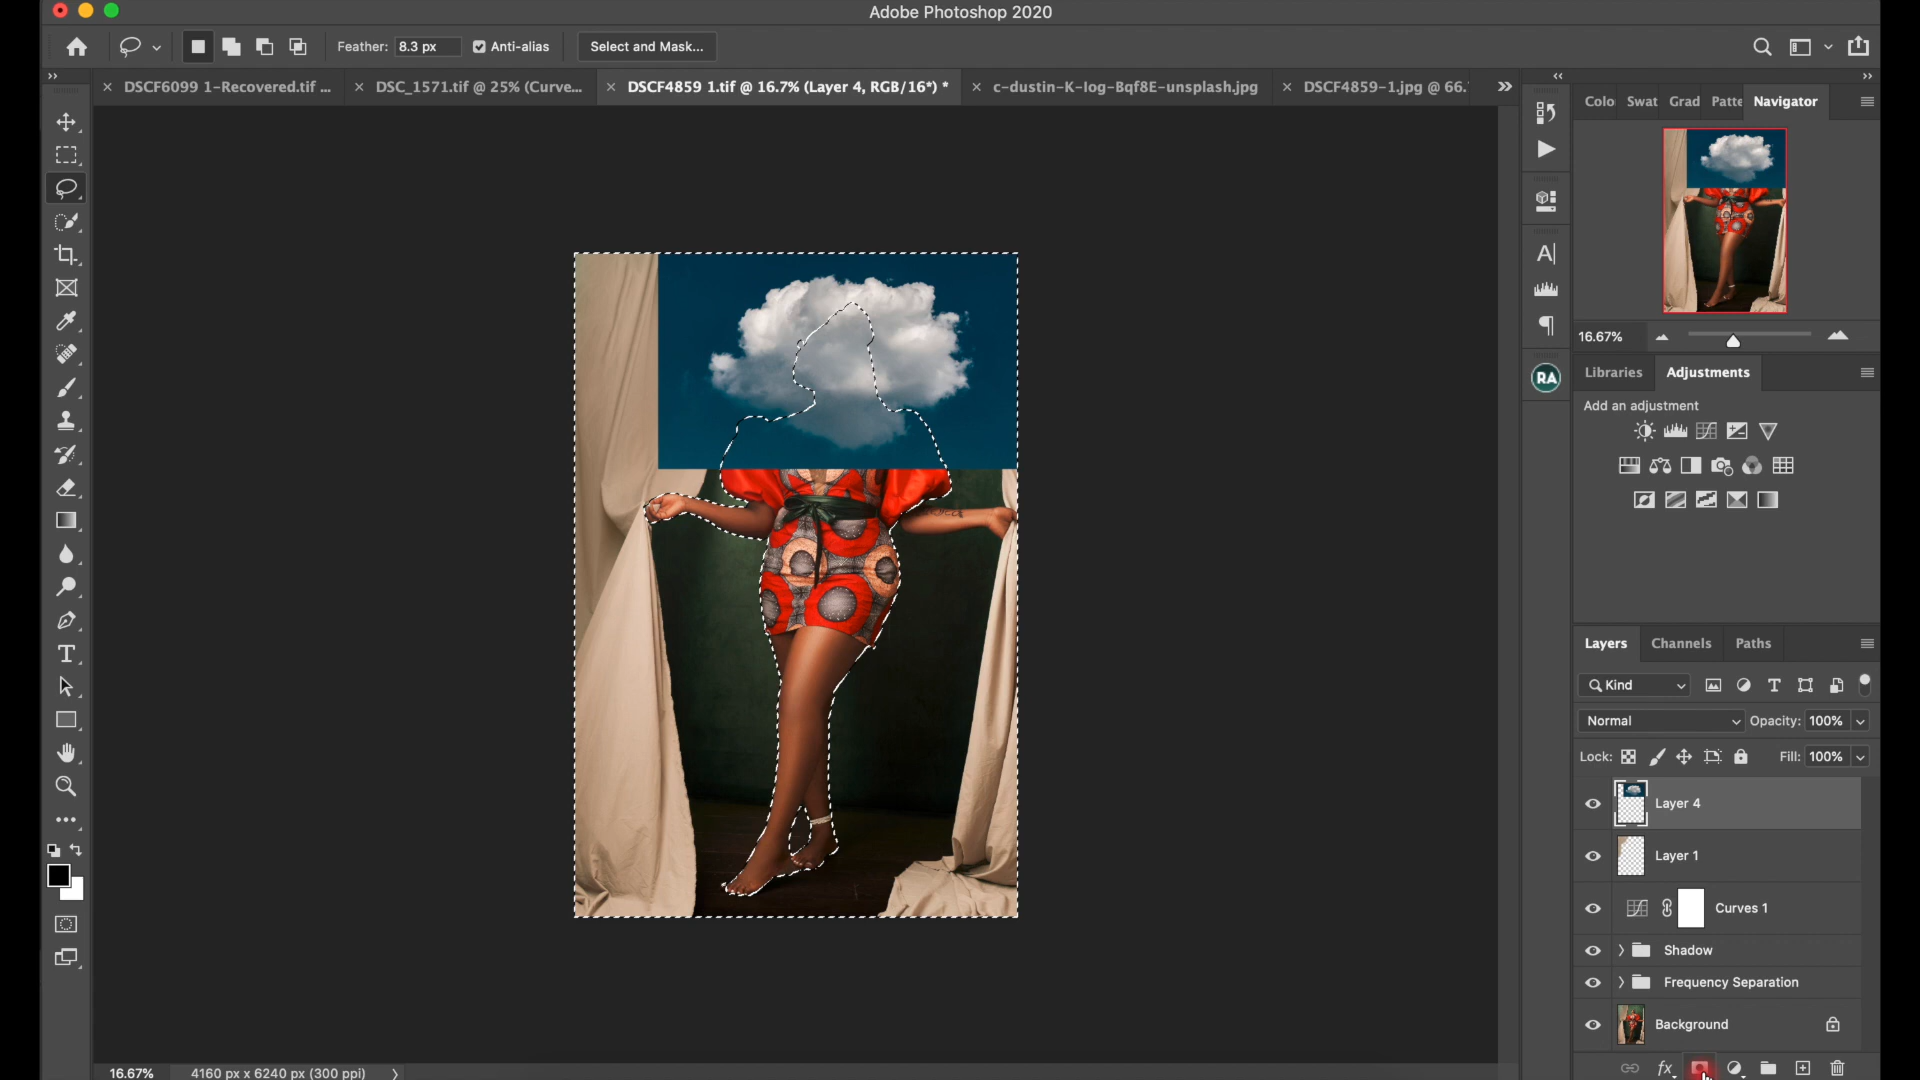 Adobe Photoshop 2020
Feather: 8.3 px Anti-alias Select and Mask...
DSCF6099 1-Recovered.tif ... DSC_1571.tif @ 25% (Curve... DSCF4859 1.tif @ 16.7% (Layer 4, RGB/16*) * c-dustin-K-Iog-Bqf8E-unsplash.jpg DSCF4859-1.jpg @ 66.
Colo Swat Grad Patte Navigator
16.67%
RA
Libraries Adjustments
Add an adjustment
Layers Channels Paths
Kind
Normal Opacity: 100%
Lock: Fill: 100%
Layer 4
Layer 1
Curves 1
Shadow
Frequency Separation
Background
fx
16.67% 4160 px x 6240 px (300 ppi)